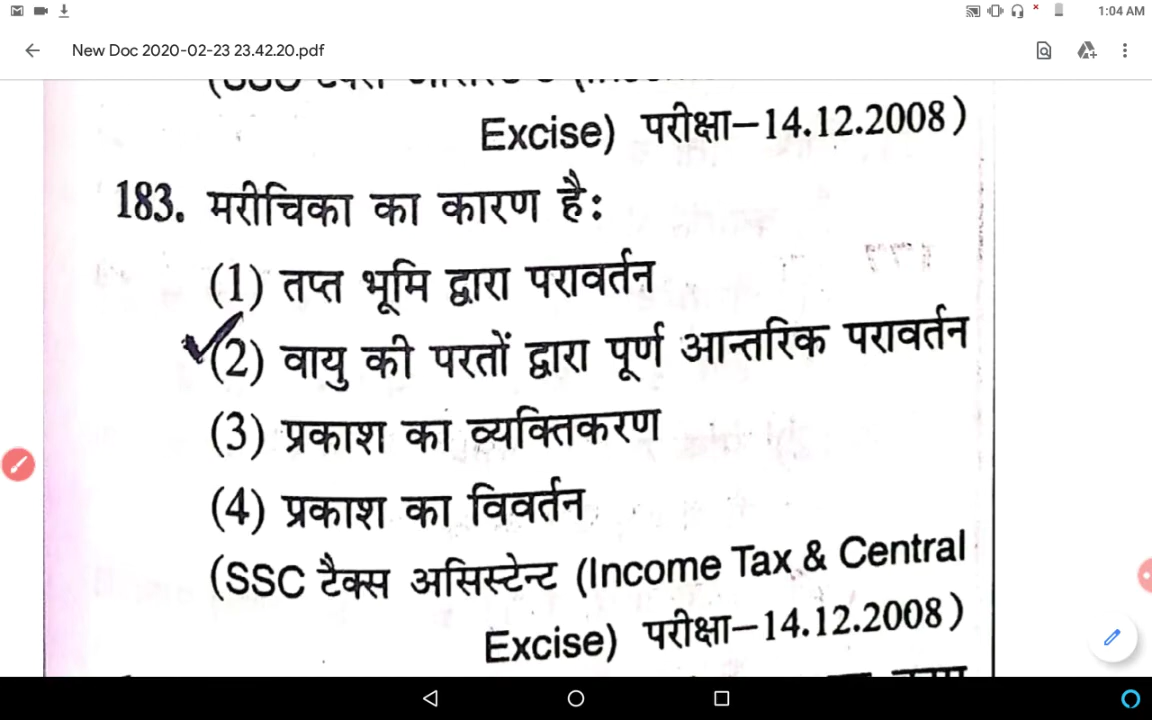 1:04 AM
New Doc 2020-02-23 23.42.20.pdf
Excise) परीक्षा–14.12.2008)
183. मरीचिका का कारण है:
(1) तप्त भूमि द्वारा परावर्तन
(2) वायु की परतों द्वारा पूर्ण आन्तरिक परावर्तन
(3) प्रकाश का व्यक्तिकरण
(4) प्रकाश का विवर्तन
(SSC टैक्स असिस्टेन्ट (Income Tax & Central
Excise) परीक्षा–14.12.2008)